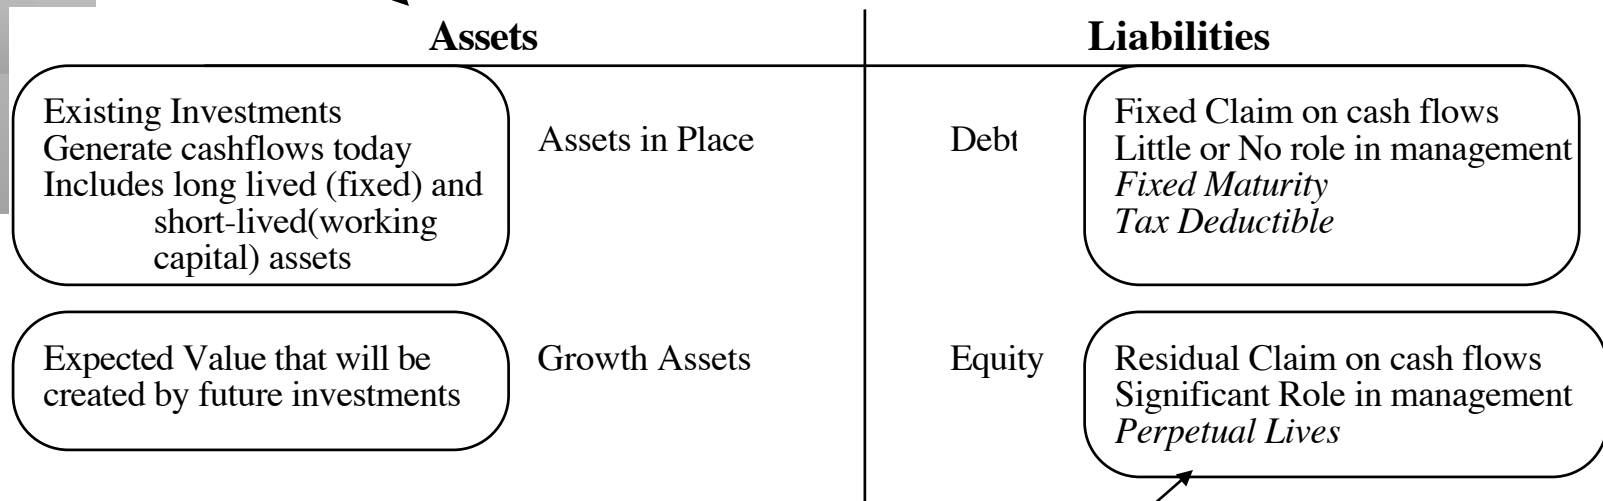 Assets
Liabilities
Existing Investments
Generate cashflows today
Includes long lived (fixed) and
short-lived(working
capital) assets
Assets in Place
Debt
Fixed Claim on cash flows
Little or No role in management
Fixed Maturity
Tax Deductible
Expected Value that will be
created by future investments
Growth Assets
Equity
Residual Claim on cash flows
Significant Role in management
Perpetual Lives